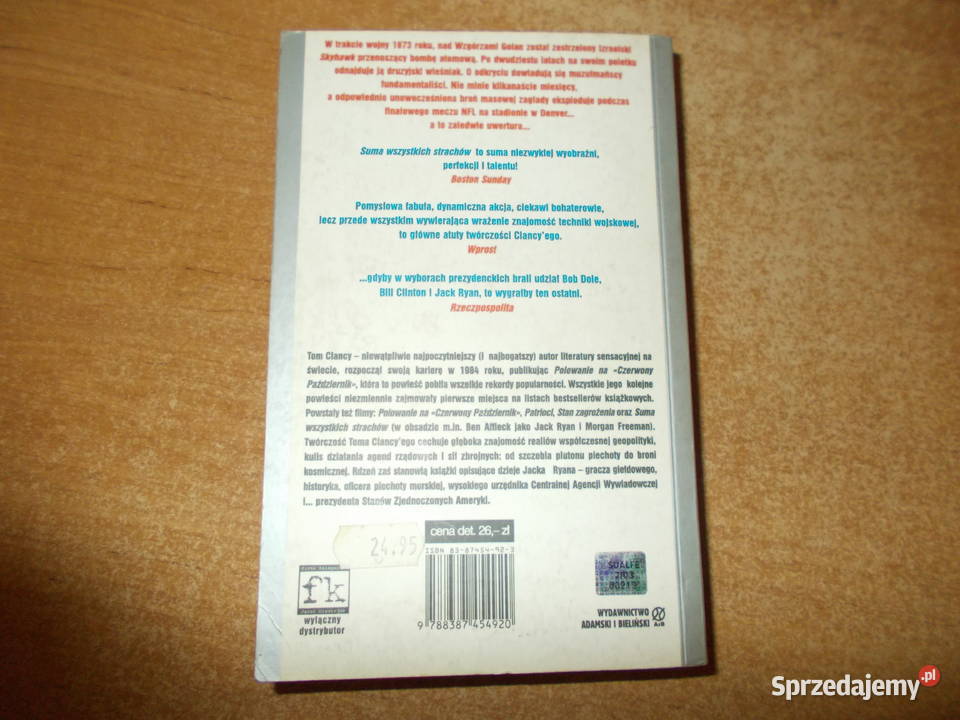 W trakcie wojny 1973 roku, nad Wzgórzami Golan został zestrzelony izraelski
Skyhawk przenoszący bombę atomową. Po dwudziestu latach na swoim poletku
odnajduje ją druzyjski wieśniak. O odkryciu dowiadują się muzułmańscy
fundamentaliści. Nie minie kilkanaście miesięcy,
a odpowiednio unowocześniona broń masowej zagłady eksploduje podczas
finałowego meczu NFL na stadionie w Denver...
a to zaledwie uwertura...
Suma wszystkich strachów to suma niezwykłej wyobraźni,
perfekcji i talentu!
Boston Sunday
Pomysłowa fabuła, dynamiczna akcja, ciekawi bohaterowie,
lecz przede wszystkim wywierająca wrażenie znajomość techniki wojskowej,
to główne atuty twórczości Clancy'ego.
Wprost
...gdyby w wyborach prezydenckich brali udział Bob Dole,
Bill Clinton i Jack Ryan, to wygrałby ten ostatni.
Rzeczpospolita
Tom Clancy – niewątpliwie najpoczytniejszy (i najbogatszy) autor literatury sensacyjnej na
świecie, rozpoczął swoją karierę w 1984 roku, publikując Polowanie na «Czerwony
Październik», która to powieść pobiła wszelkie rekordy popularności. Wszystkie jego kolejne
powieści niezmiennie zajmowały pierwsze miejsca na listach bestsellerów książkowych.
Powstały też filmy: Polowanie na «Czerwony Pździernik», Patrioci, Stan zagrożenia oraz Suma
wszystkich strachów (w obsadzie m.in. Ben Affleck jako Jack Ryan i Morgan Freeman).
Twórczość Toma Clancy'ego cechuje głęboka znajomość realiów współczesnej geopolityki,
kulis działania agend rządowych i sił zbrojnych: od szczebla plutonu piechoty do broni
kosmicznej. Rdzeń zaś stanowią książki opisujące dzieje Jacka Ryana – gracza giełdowego,
historyka, oficera piechoty morskiej, wysokiego urzędnika Centralnej Agencji Wywiadowczej
i... prezydenta Stanów Zjednoczonych Ameryki.
24.95
cena det. 26,– zł
ISBN 83-87454-92-3
9 788387 454920
fk
wyłączny
dystrybutor
WYDAWNICTWO
ADAMSKI I BIELIŃSKI
Sprzedajemy.pl